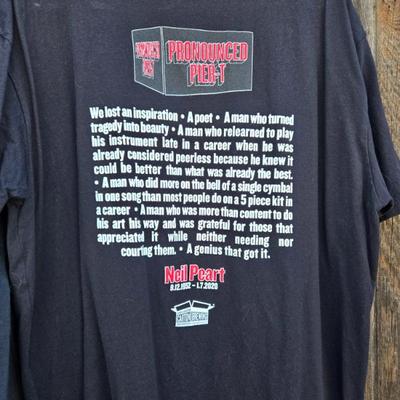 PRONOUNCED
PIER-T
We lost an inspiration • A poet • A man who turned
tragedy into beauty • A man who relearned to play
his instrument late in a career when he was
already considered peerless because he knew it
could be better than what was already the best.
• A man who did more on the bell of a single cymbal
in one song than most people do on a 5 piece kit in
a career • A man who was more than content to do
his art his way and was grateful for those that
appreciated it while neither needing nor
courting them. • A genius that got it.
Neil Peart
9.12.1952 – 1.7.2020